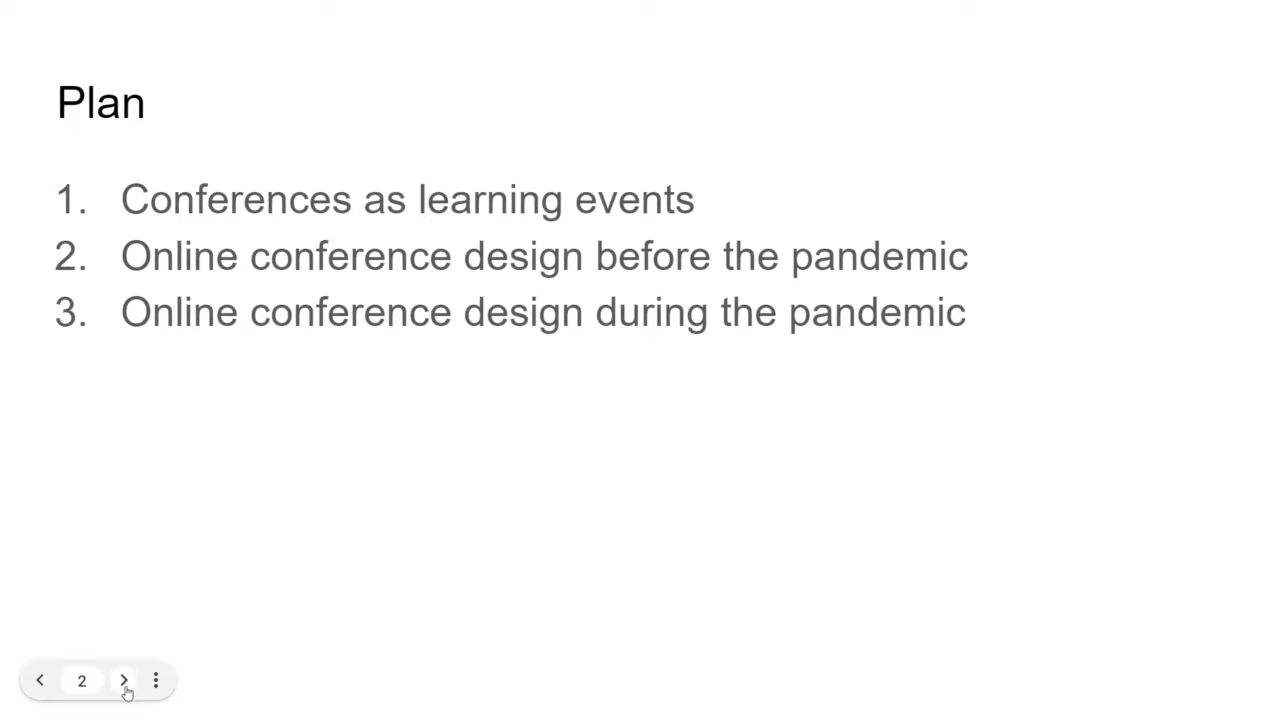 Plan
1. Conferences as learning events
2. Online conference design before the pandemic
3. Online conference design during the pandemic
2